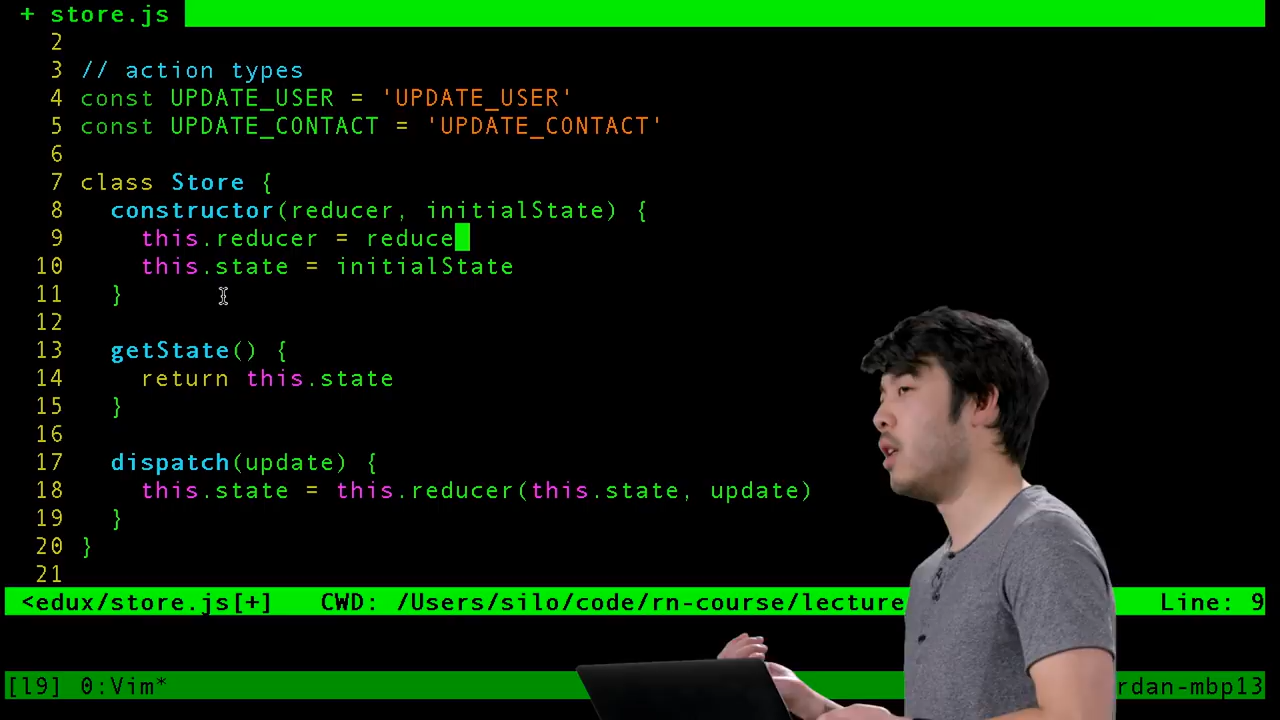 + store.js
2
3 // action types
4 const UPDATE_USER = 'UPDATE_USER'
5 const UPDATE_CONTACT = 'UPDATE_CONTACT'
6
7 class Store {
8   constructor(reducer, initialState) {
9     this.reducer = reduce
10     this.state = initialState
11   }
12
13   getState() {
14     return this.state
15   }
16
17   dispatch(update) {
18     this.state = this.reducer(this.state, update)
19   }
20 }
21
<edux/store.js[+]   CWD: /Users/silo/code/rn-course/lecture Line: 9
[l9] 0:Vim* rdan-mbp13